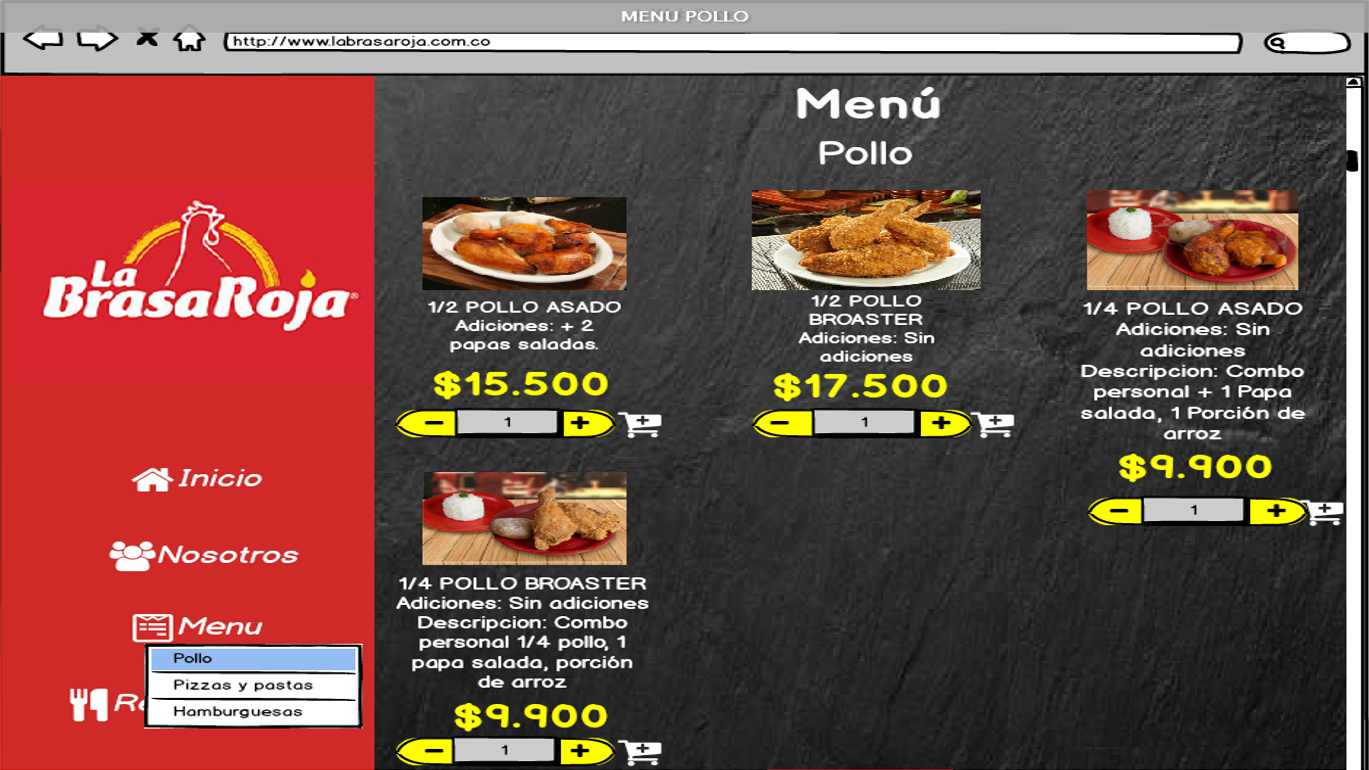 MENU POLLO
http://www.labrasaroja.com.co
Menú
Pollo
La
BrasaRoja®
1/2 POLLO ASADO
Adiciones: + 2
papas saladas.
$15.500
1
1/2 POLLO
BROASTER
Adiciones: Sin
adiciones
$17.500
1
1/4 POLLO ASADO
Adiciones: Sin
adiciones
Descripcion: Combo
personal + 1 Papa
salada, 1 Porción de
arroz
$9.900
1
1/4 POLLO BROASTER
Adiciones: Sin adiciones
Descripcion: Combo
personal 1/4 pollo, 1
papa salada, porción
de arroz
$9.900
1
Inicio
Nosotros
Menu
Pollo
Pizzas y pastas
Hamburguesas